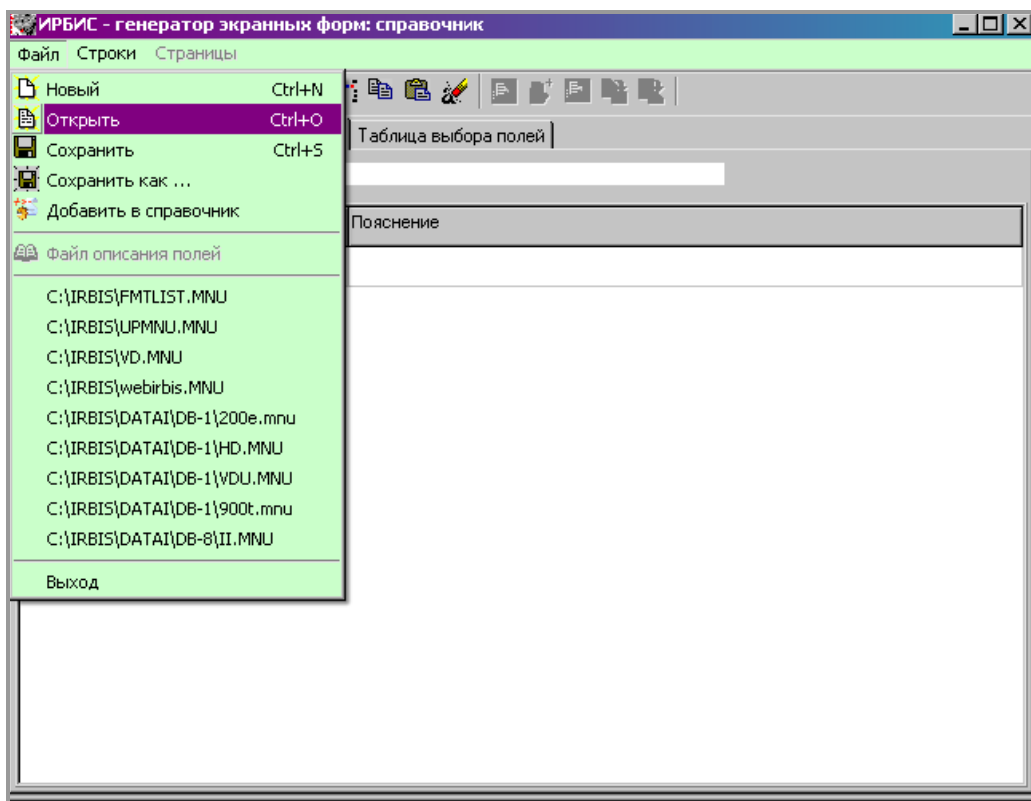 ИРБИС - генератор экранных форм: справочник
Файл Строки Страницы
Новый Ctrl+N
Открыть Ctrl+O
Сохранить Ctrl+S
Сохранить как ...
Добавить в справочник
Файл описания полей
C:\IRBIS\FMTLIST.MNU
C:\IRBIS\UPMNU.MNU
C:\IRBIS\VD.MNU
C:\IRBIS\webirbis.MNU
C:\IRBIS\DATAI\DB-1\200e.mnu
C:\IRBIS\DATAI\DB-1\HD.MNU
C:\IRBIS\DATAI\DB-1\VDU.MNU
C:\IRBIS\DATAI\DB-1\900t.mnu
C:\IRBIS\DATAI\DB-8\II.MNU
Выход
Таблица выбора полей
Пояснение